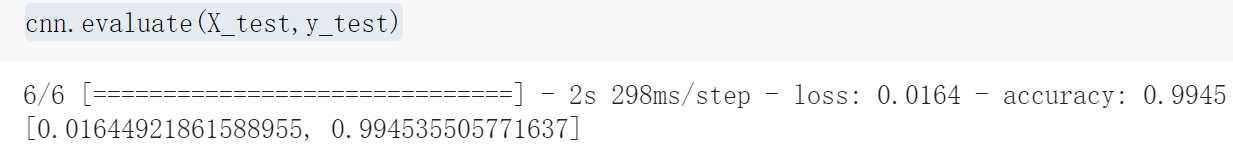 cnn.evaluate(X_test,y_test)
6/6 [==============================] - 2s 298ms/step - loss: 0.0164 - accuracy: 0.9945
[0.01644921861588955, 0.994535505771637]